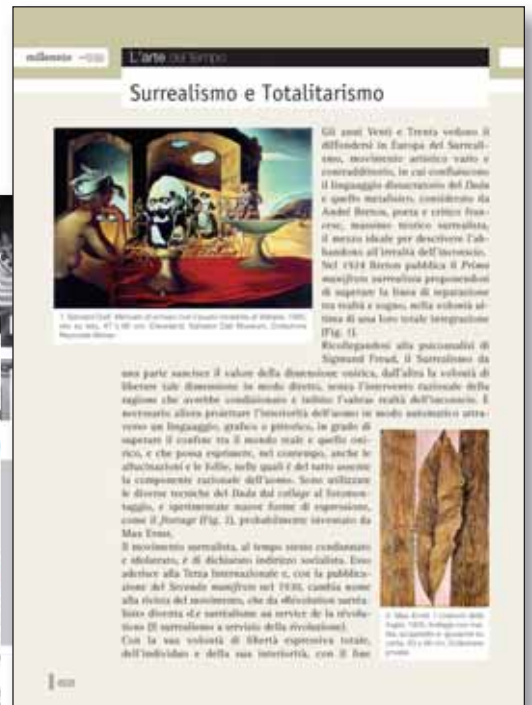 millennio
L'arte del tempo
Surrealismo e Totalitarismo
Gli anni Venti e Trenta vedono il
diffondersi in Europa del Surreali-
smo, movimento artistico vario e
contraddittorio, in cui confluiscono
il linguaggio dissacratorio del Dada
e quello metafisico, considerato da
André Breton, poeta e critico fran-
cese, massimo teorico surrealista,
il mezzo ideale per descrivere l'ab-
bandono all'irrealtà dell'inconscio.
Nel 1924 Breton pubblica il Primo
manifesto surrealista proponendosi
di superare la linea di separazione
tra realtà e sogno, nella volontà ul-
tima di una loro totale integrazione
(Fig. 1).
Ricollegandosi alla psicoanalisi di
Sigmund Freud, il Surrealismo da
una parte sancisce il valore della dimensione onirica, dall'altra la volontà di
liberare tale dimensione in modo diretto, senza l'intervento razionale della
ragione che avrebbe condizionato e inibito l'«altra» realtà dell'inconscio. È
necessario allora proiettare l'interiorità dell'uomo in modo automatico attra-
verso un linguaggio, grafico o pittorico, in grado di
superare il confine tra il mondo reale e quello oni-
rico, e che possa esprimere, nel contempo, anche le
allucinazioni e le follie, nelle quali è del tutto assente
la componente razionale dell'uomo. Sono utilizzate
le diverse tecniche del Dada dal collage al fotomon-
taggio, e sperimentate nuove forme di espressione,
come il frottage (Fig. 2), probabilmente inventato da
Max Ernst.
Il movimento surrealista, al tempo stesso condannato
e idolatrato, è di dichiarato indirizzo socialista. Esso
aderisce alla Terza Internazionale e, con la pubblica-
zione del Secondo manifesto nel 1930, cambia nome
alla rivista del movimento, che da «Révolution surréa-
liste» diventa «Le surréalisme au service de la révolu-
tion» (Il surrealismo a servizio della rivoluzione).
Con la sua volontà di libertà espressiva totale,
dell'individuo e della sua interiorità, con il fine